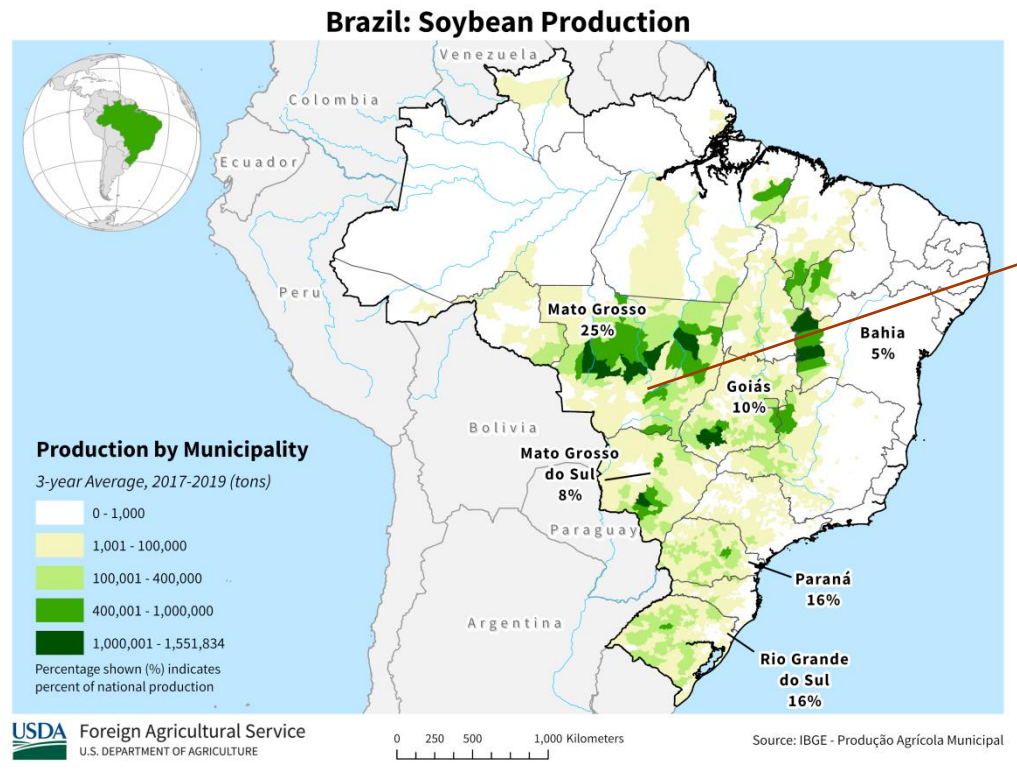 Brazil: Soybean Production
Venezuela
Colombia
Ecuador
Peru
Mato Grosso
25%
Bahia
5%
Goiás
10%
Bolivia
Mato Grosso
do Sul
8%
Paraguay
Paraná
16%
Argentina
Rio Grande
do Sul
16%
Production by Municipality
3-year Average, 2017-2019 (tons)
0 - 1,000
1,001 - 100,000
100,001 - 400,000
400,001 - 1,000,000
1,000,001 - 1,551,834
Percentage shown (%) indicates
percent of national production
USDA
Foreign Agricultural Service
U.S. DEPARTMENT OF AGRICULTURE
0 250 500 1,000 Kilometers
Source: IBGE - Produção Agrícola Municipal